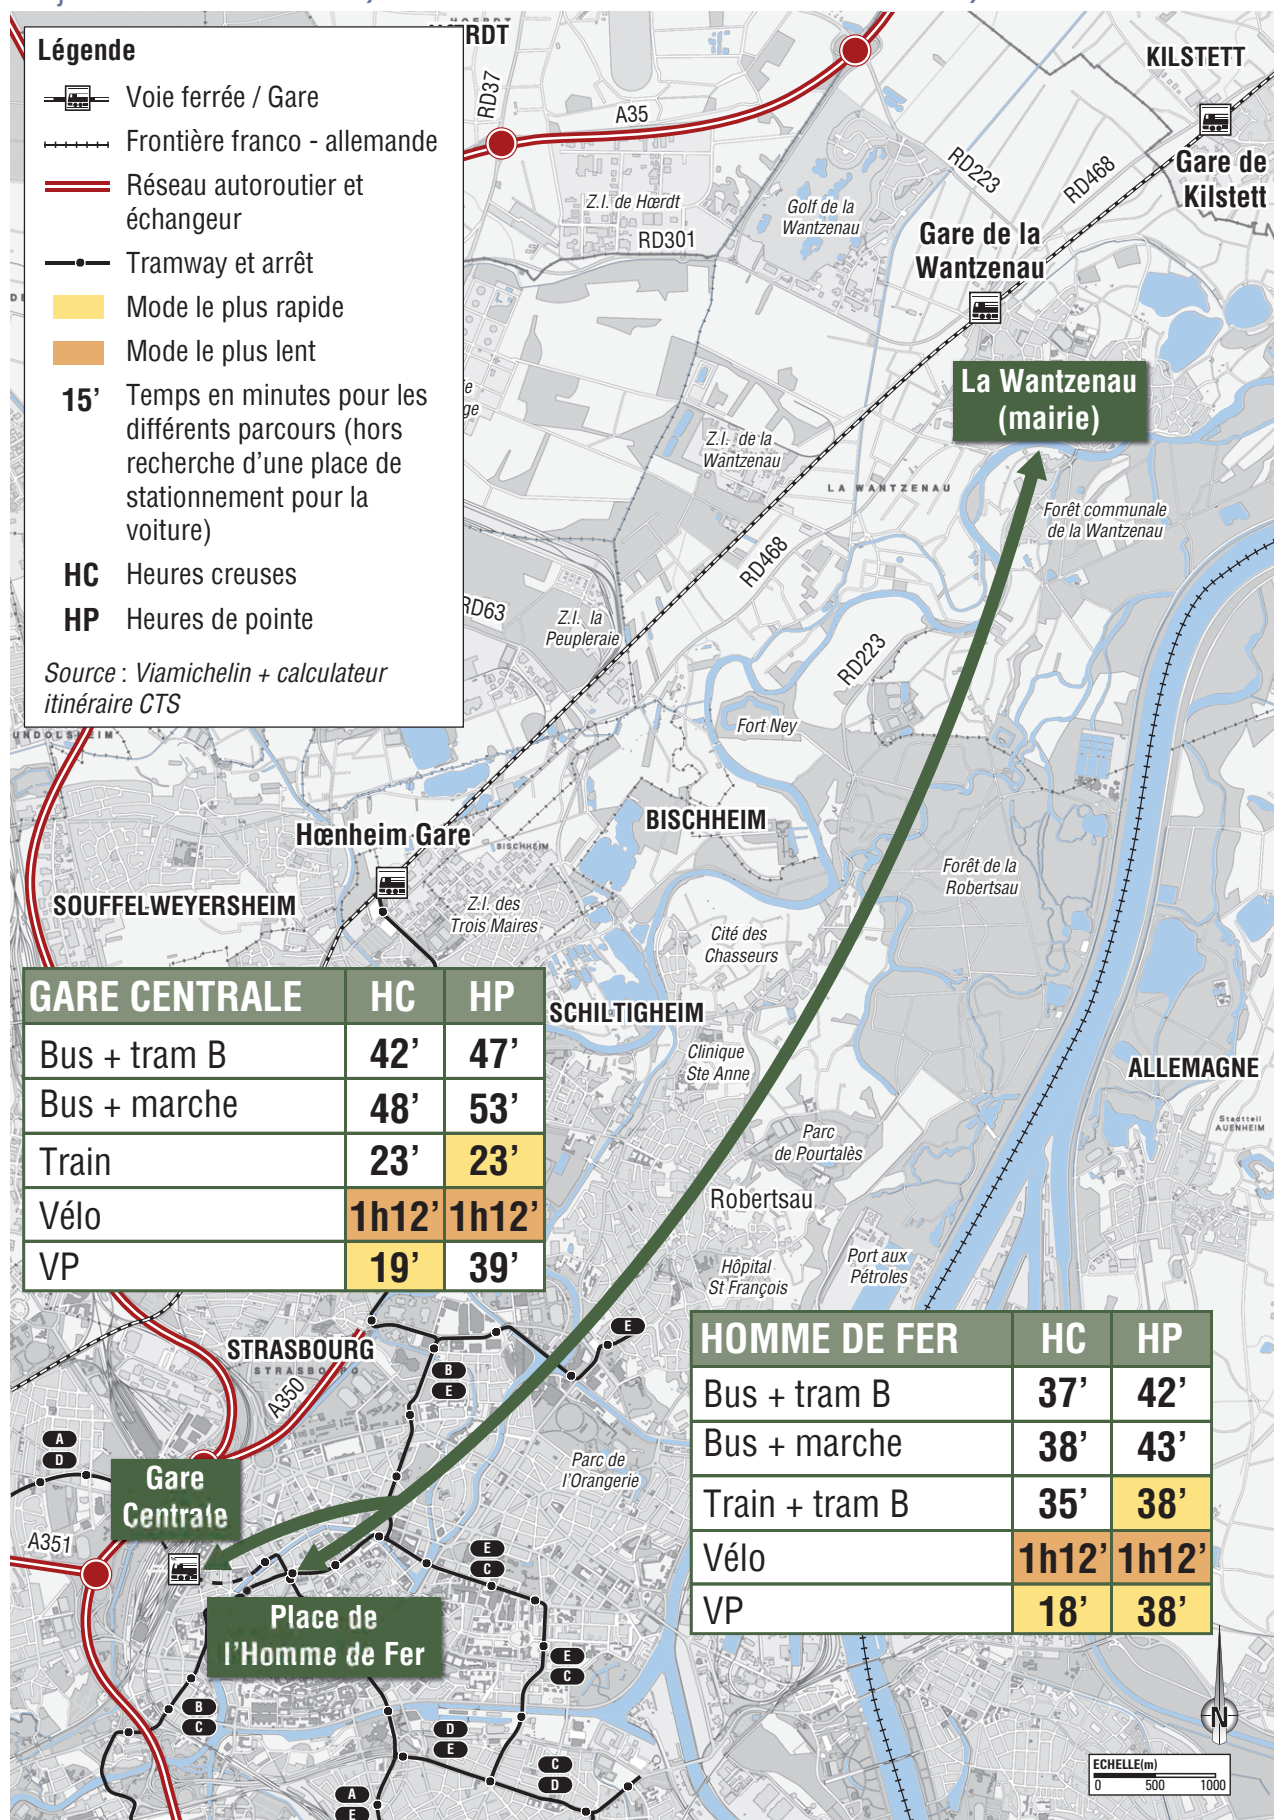 Légende
Voie ferrée / Gare
Frontière franco - allemande
Réseau autoroutier et
échangeur
Tramway et arrêt
Mode le plus rapide
Mode le plus lent
15’ Temps en minutes pour les
différents parcours (hors
recherche d’une place de
stationnement pour la
voiture)
HC Heures creuses
HP Heures de pointe
Source : Viamichelin + calculateur
itinéraire CTS
RD37
A35
KILSTETT
Gare de
Kilstett
RD223
RD468
Z.I. de Hœrdt
RD301
Golf de la
Wantzenau
Gare de la
Wantzenau
La Wantzenau
(mairie)
Z.I. de la
Wantzenau
LA WANTZENAU
Forêt communale
de la Wantzenau
RD468
RD63
Z.I. la
Peupleraie
RD223
Fort Ney
Hœnheim Gare
BISCHHEIM
BISCHHEIM
Forêt de la
Robertsau
SOUFFELWEYERSHEIM
Z.I. des
Trois Maires
Cité des
Chasseurs
SCHILTIGHEIM
Clinique
Ste Anne
ALLEMAGNE
Stadtteil
AUENHEIM
Parc
de Pourtalès
Robertsau
Port aux
Pétroles
Hôpital
St François
GARE CENTRALE HC HP
Bus + tram B 42’ 47’
Bus + marche 48’ 53’
Train 23’ 23’
Vélo 1h12’ 1h12’
VP 19’ 39’
STRASBOURG
STRASBOURG
A350
E
B
E
A
D
Gare
Centrale
A351
Parc de
l’Orangerie
E
C
Place de
l’Homme de Fer
E
C
B
C
D
E
C
D
A
E
HOMME DE FER HC HP
Bus + tram B 37’ 42’
Bus + marche 38’ 43’
Train + tram B 35’ 38’
Vélo 1h12’ 1h12’
VP 18’ 38’
N
ECHELLE(m)
0 500 1000